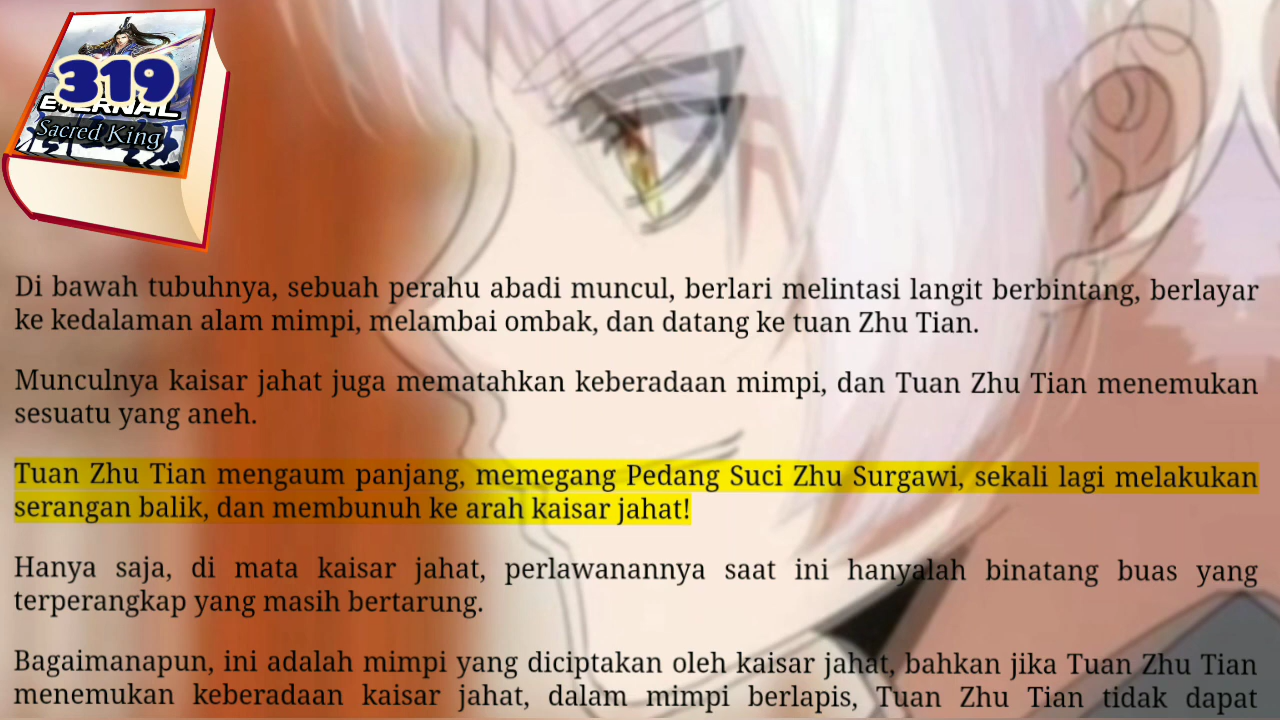 319
ETERNAL
Sacred King
Di bawah tubuhnya, sebuah perahu abadi muncul, berlari melintasi langit berbintang, berlayar
ke kedalaman alam mimpi, melambai ombak, dan datang ke tuan Zhu Tian.
Munculnya kaisar jahat juga mematahkan keberadaan mimpi, dan Tuan Zhu Tian menemukan
sesuatu yang aneh.
Tuan Zhu Tian mengaum panjang, memegang Pedang Suci Zhu Surgawi, sekali lagi melakukan
serangan balik, dan membunuh ke arah kaisar jahat!
Hanya saja, di mata kaisar jahat, perlawanannya saat ini hanyalah binatang buas yang
terperangkap yang masih bertarung.
Bagaimanapun, ini adalah mimpi yang diciptakan oleh kaisar jahat, bahkan jika Tuan Zhu Tian
menemukan keberadaan kaisar jahat, dalam mimpi berlapis, Tuan Zhu Tian tidak dapat